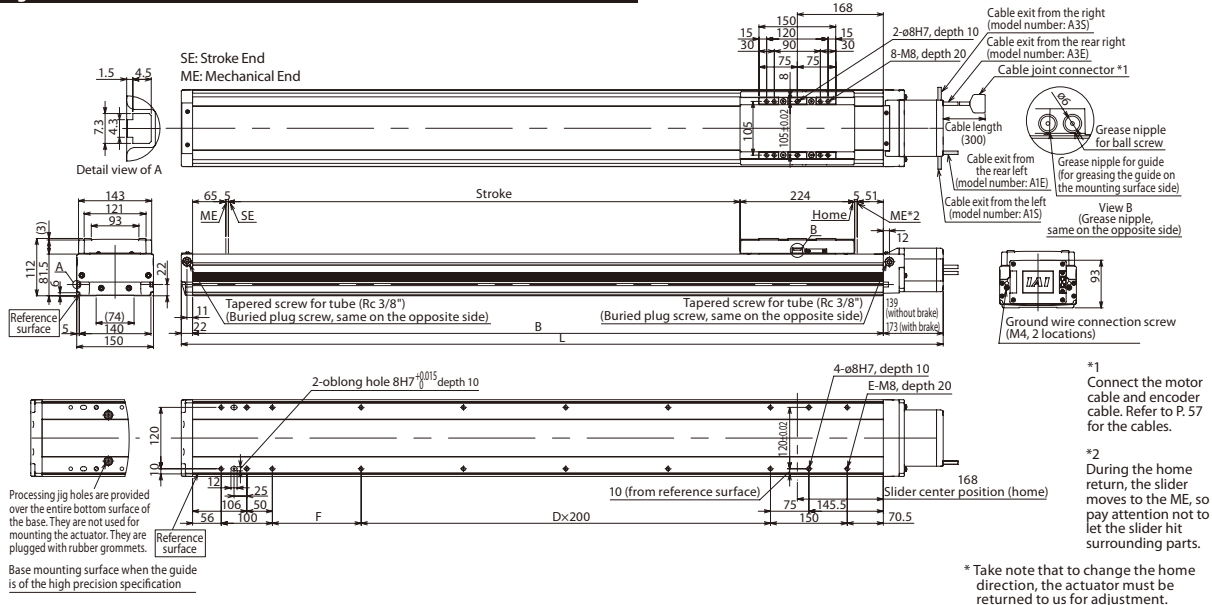 168
150
15 120 15
30 90 30
75 75
8
105
105±0.02
2-ø8H7, depth 10
8-M8, depth 20
Cable exit from the right
(model number: A3S)
Cable exit from the rear right
(model number: A3E)
Cable joint connector *1
Cable length
(300)
Cable exit from
the rear left
(model number: A1E)
Cable exit from the left
(model number: A1S)
ø6
Grease nipple
for ball screw
Grease nipple for guide
(for greasing the guide on
the mounting surface side)
View B
(Grease nipple,
same on the opposite side)
SE: Stroke End
ME: Mechanical End
1.5 4.5
7.3
4.3
Detail view of A
143
121
93
(3)
112
81.5
A
6
22
Reference
surface
5
(74)
140
150
65 5 Stroke 224 5 51
ME SE Home ME*2
B
12
Tapered screw for tube (Rc 3/8")
(Buried plug screw, same on the opposite side)
Tapered screw for tube (Rc 3/8")
(Buried plug screw, same on the opposite side)
11
22
B
L
139
(without brake)
173 (with brake)
IAI
93
Ground wire connection screw
(M4, 2 locations)
2-oblong hole 8H7 +0.015 0 depth 10
4-ø8H7, depth 10
E-M8, depth 20
120
10
120±0.02
12
25
106 50
56 100 F D×200
10 (from reference surface)
168
Slider center position (home)
75 145.5
150 70.5
Processing jig holes are provided
over the entire bottom surface of
the base. They are not used for
mounting the actuator. They are
plugged with rubber grommets.
Reference
surface
Base mounting surface when the guide
is of the high precision specification
*1
Connect the motor
cable and encoder
cable. Refer to P. 57
for the cables.
*2
During the home
return, the slider
moves to the ME, so
pay attention not to
let the slider hit
surrounding parts.
* Take note that to change the home
direction, the actuator must be
returned to us for adjustment.